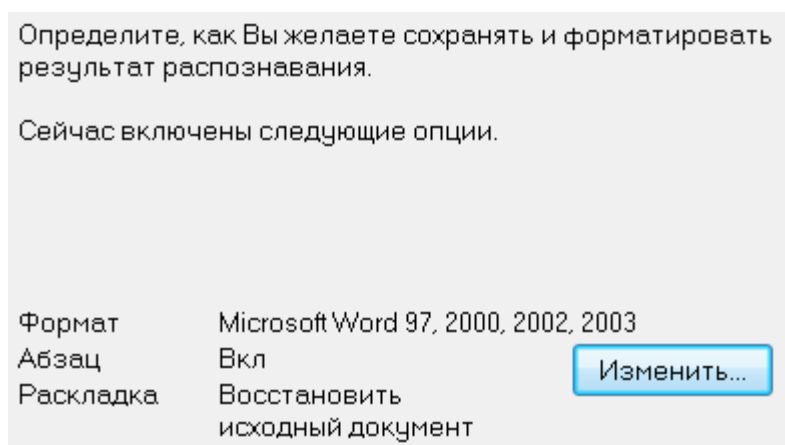 Определите, как Вы желаете сохранять и форматировать
результат распознавания.
Сейчас включены следующие опции.
Формат Microsoft Word 97, 2000, 2002, 2003
Абзац Вкл
Изменить...
Раскладка Восстановить
исходный документ